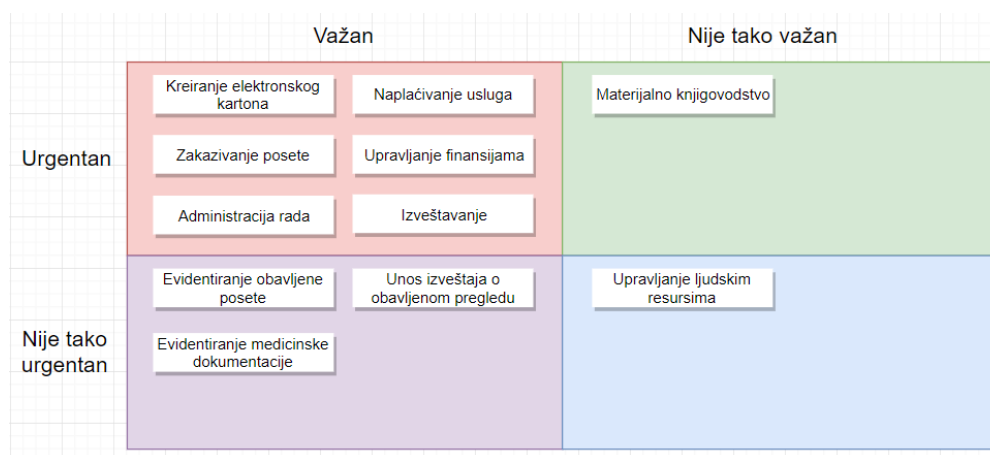 Važan
Nije tako važan
Urgentan
Kreiranje elektronskog
kartona
Naplaćivanje usluga
Materijalno knjigovodstvo
Zakazivanje posete
Upravljanje finansijama
Administracija rada
Izveštavanje
Nije tako
urgentan
Evidentiranje obavljene
posete
Unos izveštaja o
obavljenom pregledu
Upravljanje ljudskim
resursima
Evidentiranje medicinske
dokumentacije